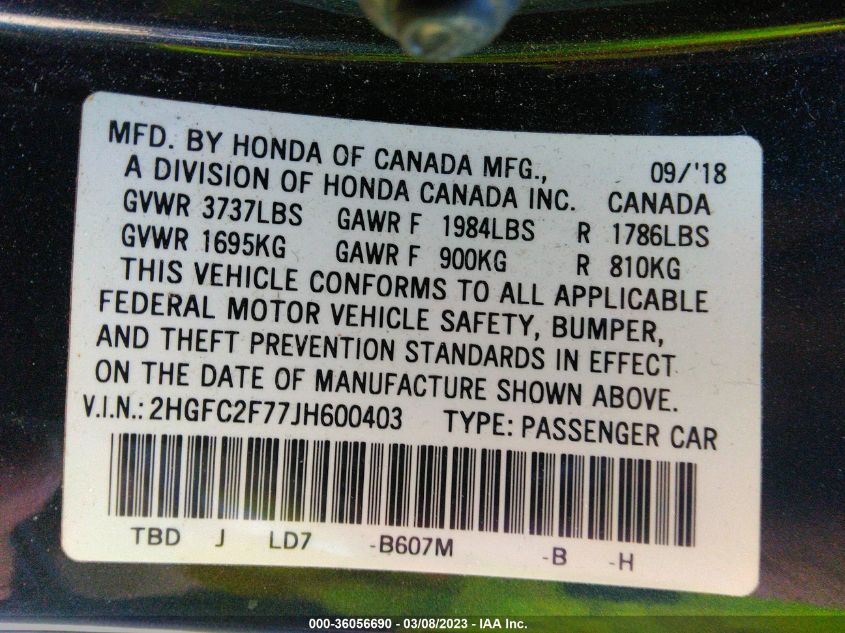 MFD. BY HONDA OF CANADA MFG., 09/'18
A DIVISION OF HONDA CANADA INC. CANADA
GVWR 3737LBS GAWR F 1984LBS R 1786LBS
GVWR 1695KG GAWR F 900KG R 810KG
THIS VEHICLE CONFORMS TO ALL APPLICABLE
FEDERAL MOTOR VEHICLE SAFETY, BUMPER,
AND THEFT PREVENTION STANDARDS IN EFFECT
ON THE DATE OF MANUFACTURE SHOWN ABOVE.
V.I.N.: 2HGFC2F77JH600403 TYPE: PASSENGER CAR
TBD J LD7 -B607M -B -H
000-36056690 - 03/08/2023 - IAA Inc.